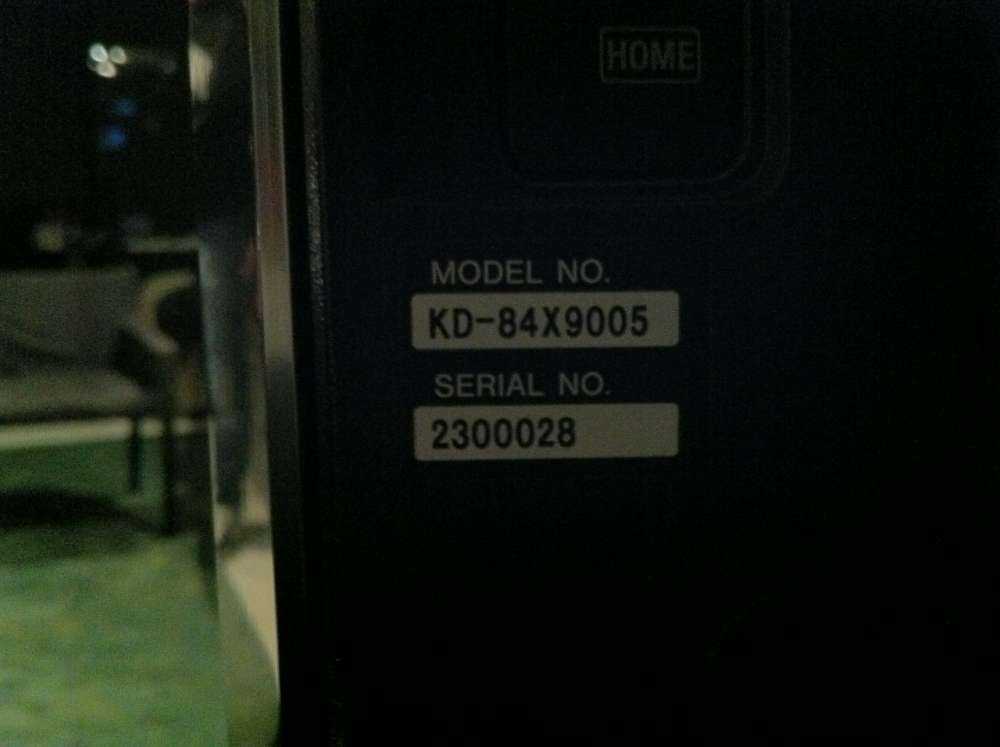 HOME
MODEL NO.
KD-84X9005
SERIAL NO.
2300028